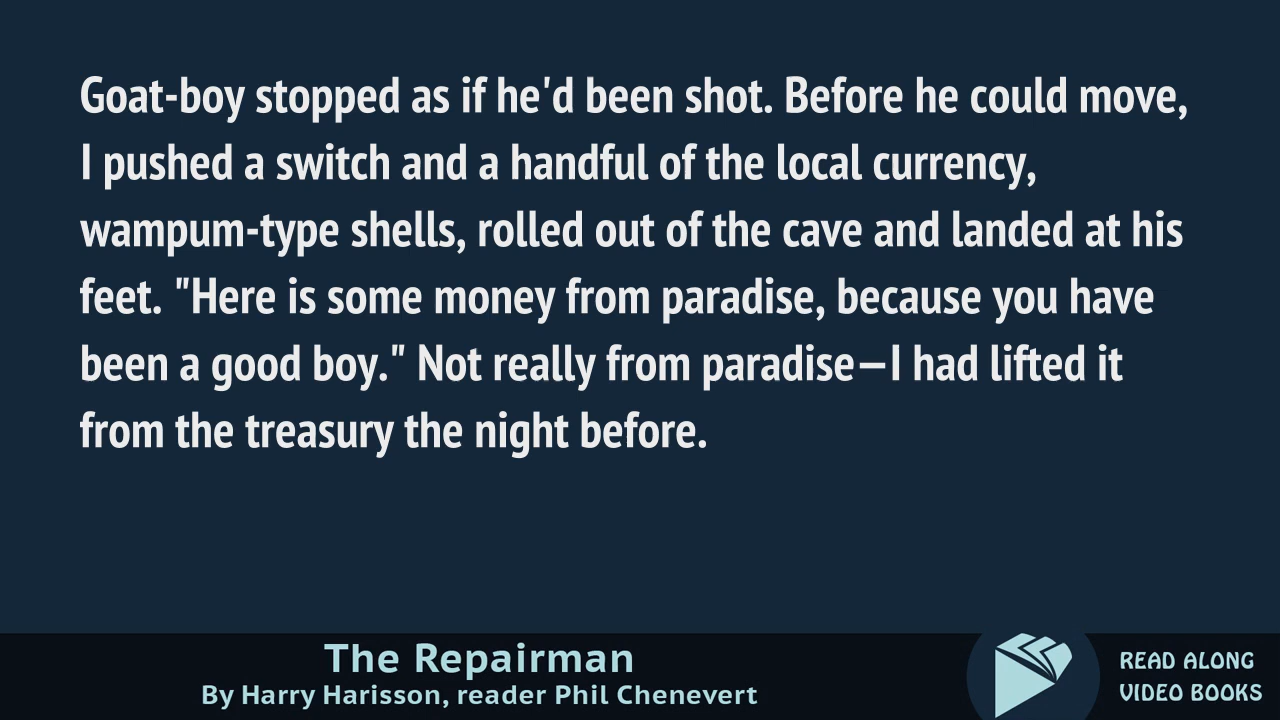 Goat-boy stopped as if he'd been shot. Before he could move,
I pushed a switch and a handful of the local currency,
wampum-type shells, rolled out of the cave and landed at his
feet. "Here is some money from paradise, because you have
been a good boy." Not really from paradise—I had lifted it
from the treasury the night before.
The Repairman
By Harry Harisson, reader Phil Chenevert
READ ALONG
VIDEO BOOKS